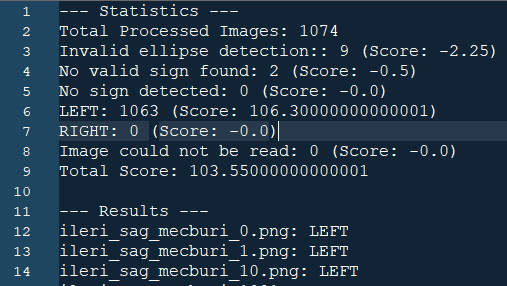 1 --- Statistics ---
2 Total Processed Images: 1074
3 Invalid ellipse detection:: 9 (Score: -2.25)
4 No valid sign found: 2 (Score: -0.5)
5 No sign detected: 0 (Score: -0.0)
6 LEFT: 1063 (Score: 106.30000000000001)
7 RIGHT: 0 (Score: -0.0)
8 Image could not be read: 0 (Score: -0.0)
9 Total Score: 103.55000000000001
10
11 --- Results ---
12 ileri_sag_mecburi_0.png: LEFT
13 ileri_sag_mecburi_1.png: LEFT
14 ileri_sag_mecburi_10.png: LEFT